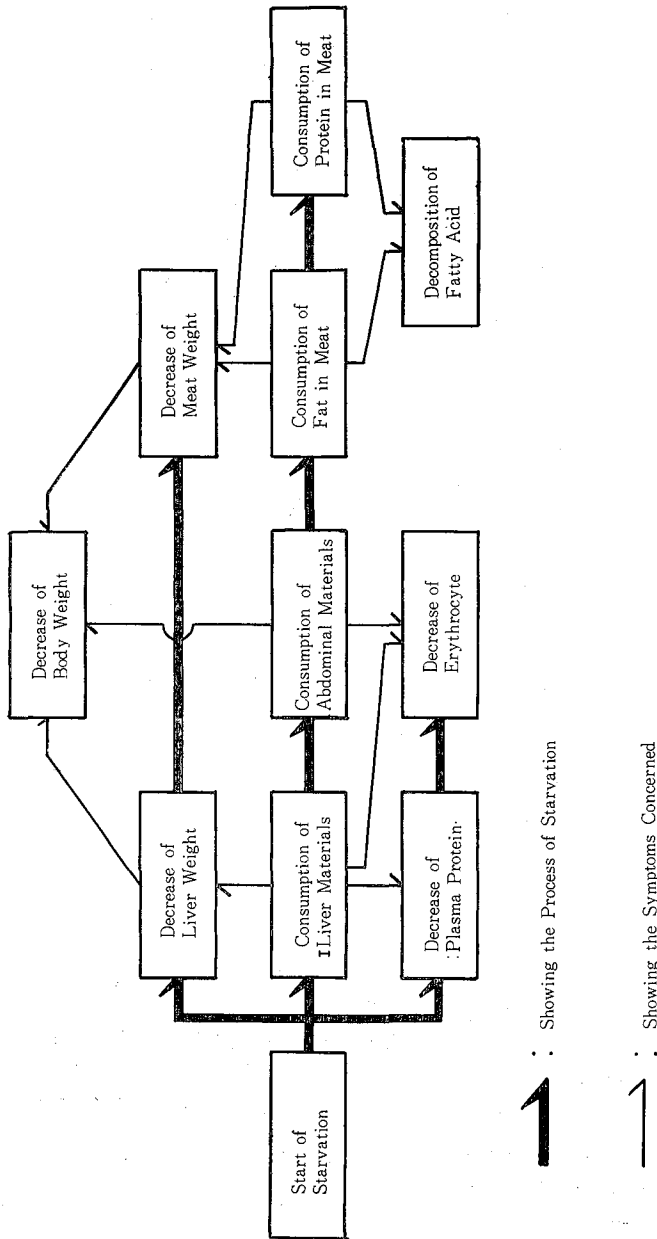 Start of
Starvation
Decrease of
Liver Weight
Consumption of
ILiver Materials
Decrease of
:Plasma Protein·
Decrease of
Body Weight
Consumption of
Abdominal Materials
Decrease of
Erythrocyte
Decrease of
Meat Weight
Consumption of
Fat in Meat
Consumption of
Protein in Meat
Decomposition of
Fatty Acid
: Showing the Process of Starvation
: Showing the Symptoms Concerned